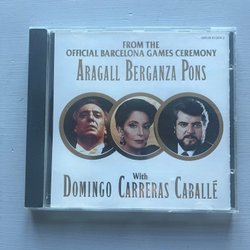 FROM THE
OFFICIAL BARCELONA GAMES CEREMONY
ARAGALL BERGANZA PONS
With
DOMINGO CARRERAS CABALLÉ